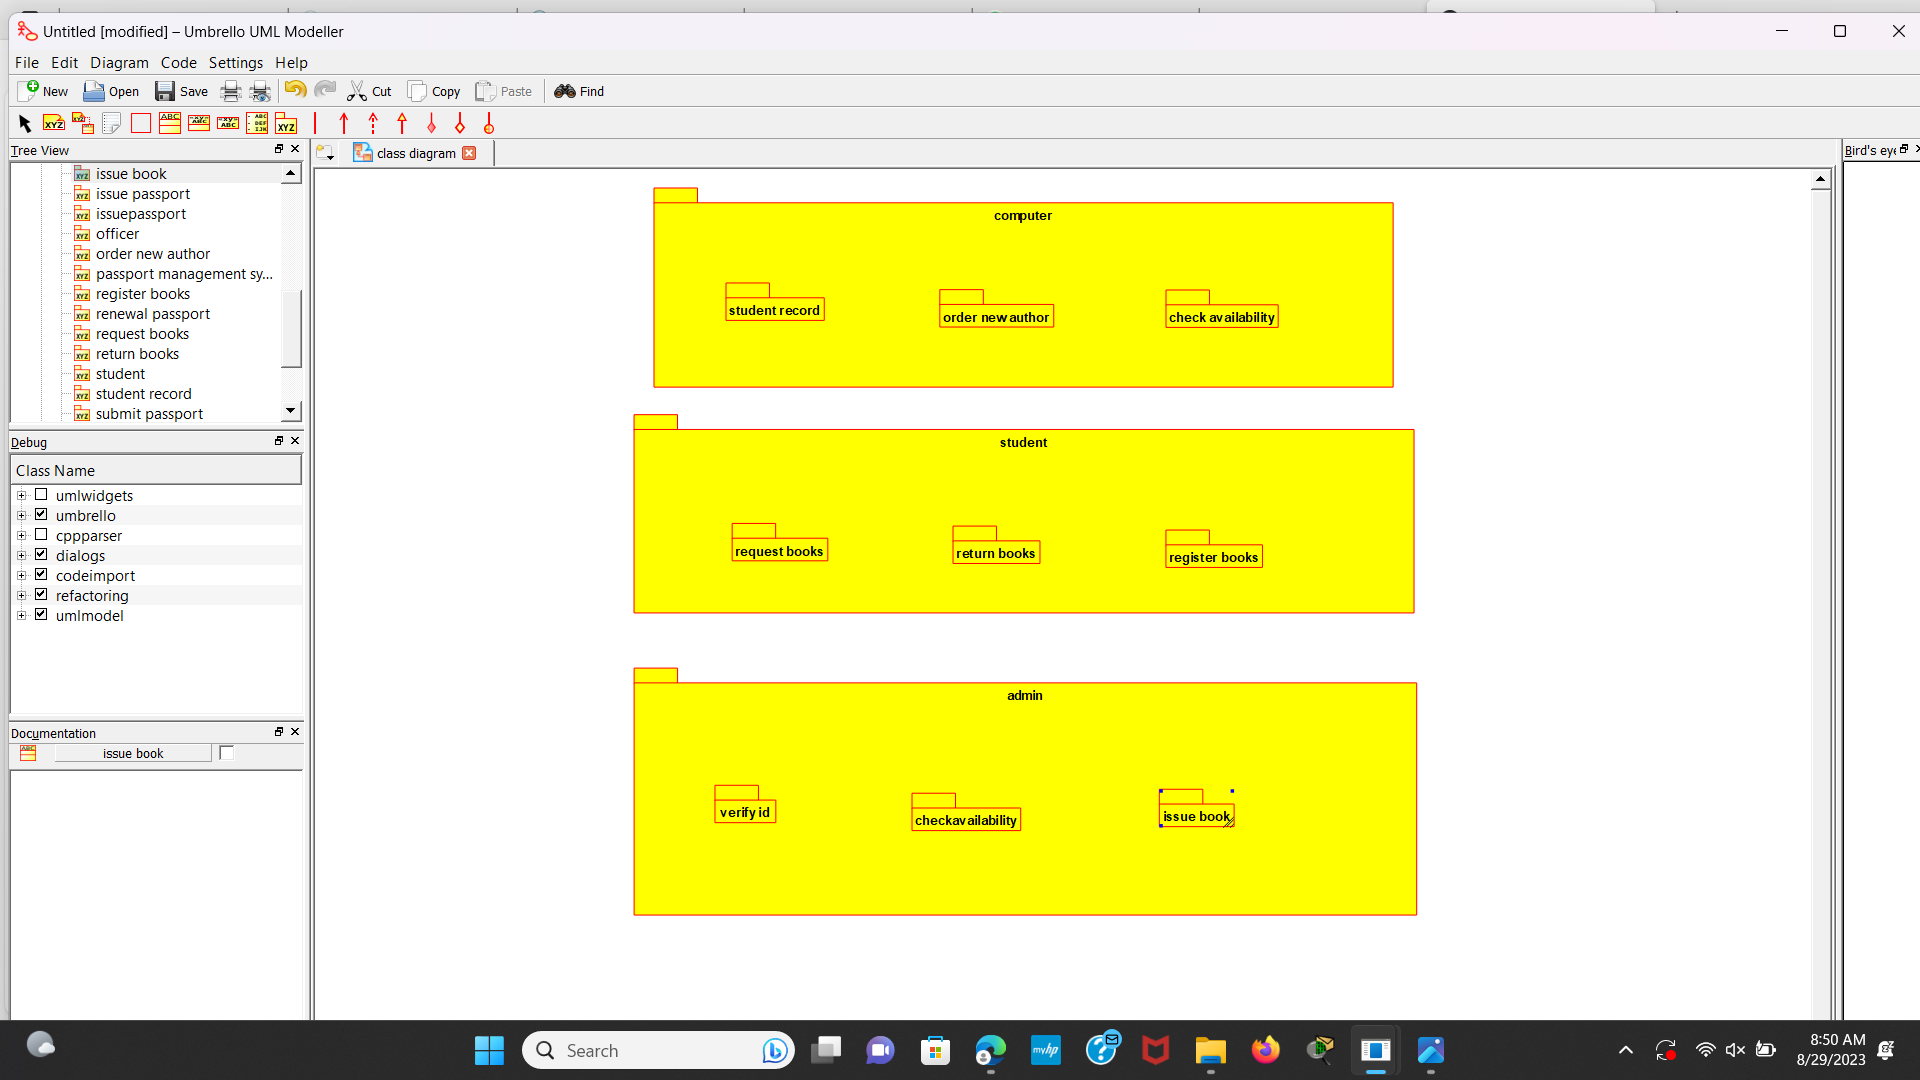 Untitled [modified] – Umbrello UML Modeller
File Edit Diagram Code Settings Help
New Open Save Cut Copy Paste Find
Tree View
issue book
issue passport
issuepassport
officer
order new author
passport management sy...
register books
renewal passport
request books
return books
student
student record
submit passport
Debug
Class Name
umlwidgets
umbrello
cppparser
dialogs
codeimport
refactoring
umlmodel
Documentation
issue book
class diagram
Bird's eye
computer
student record
order new author
check availability
student
request books
return books
register books
admin
verify id
checkavailability
issue book
Search
myhp
8:50 AM
8/29/2023